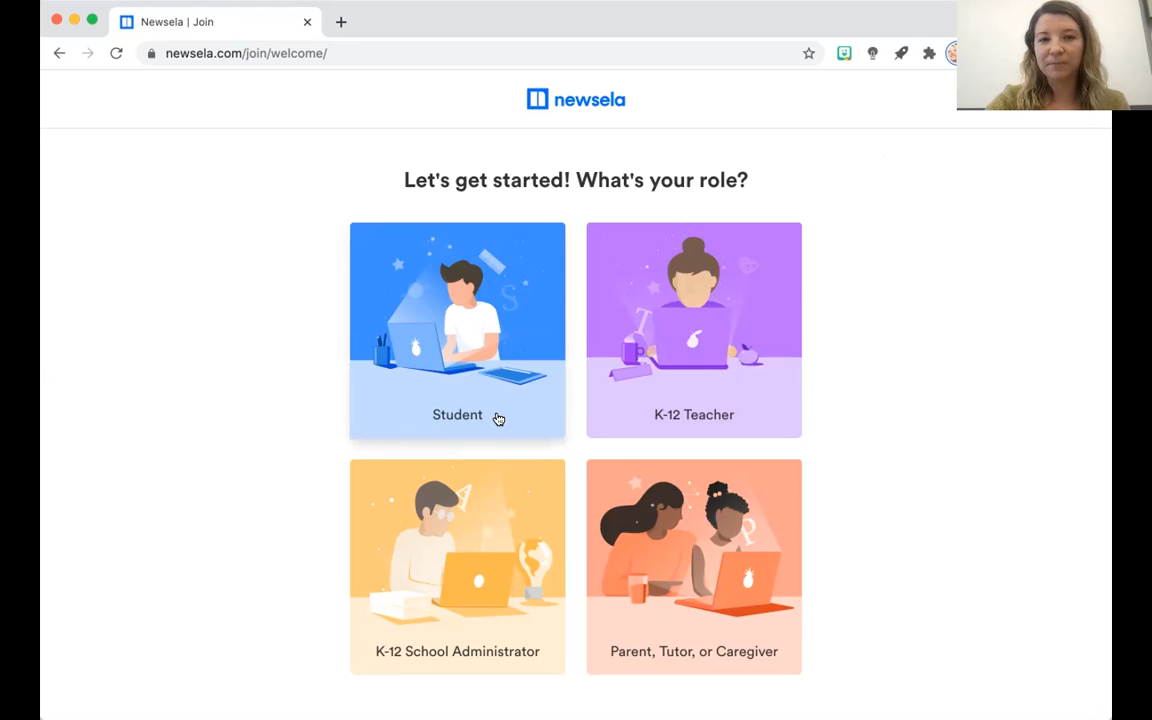 Newsela | Join
newsela.com/join/welcome/
newsela
Let's get started! What's your role?
S
T
Student
K-12 Teacher
A
P
K-12 School Administrator
Parent, Tutor, or Caregiver